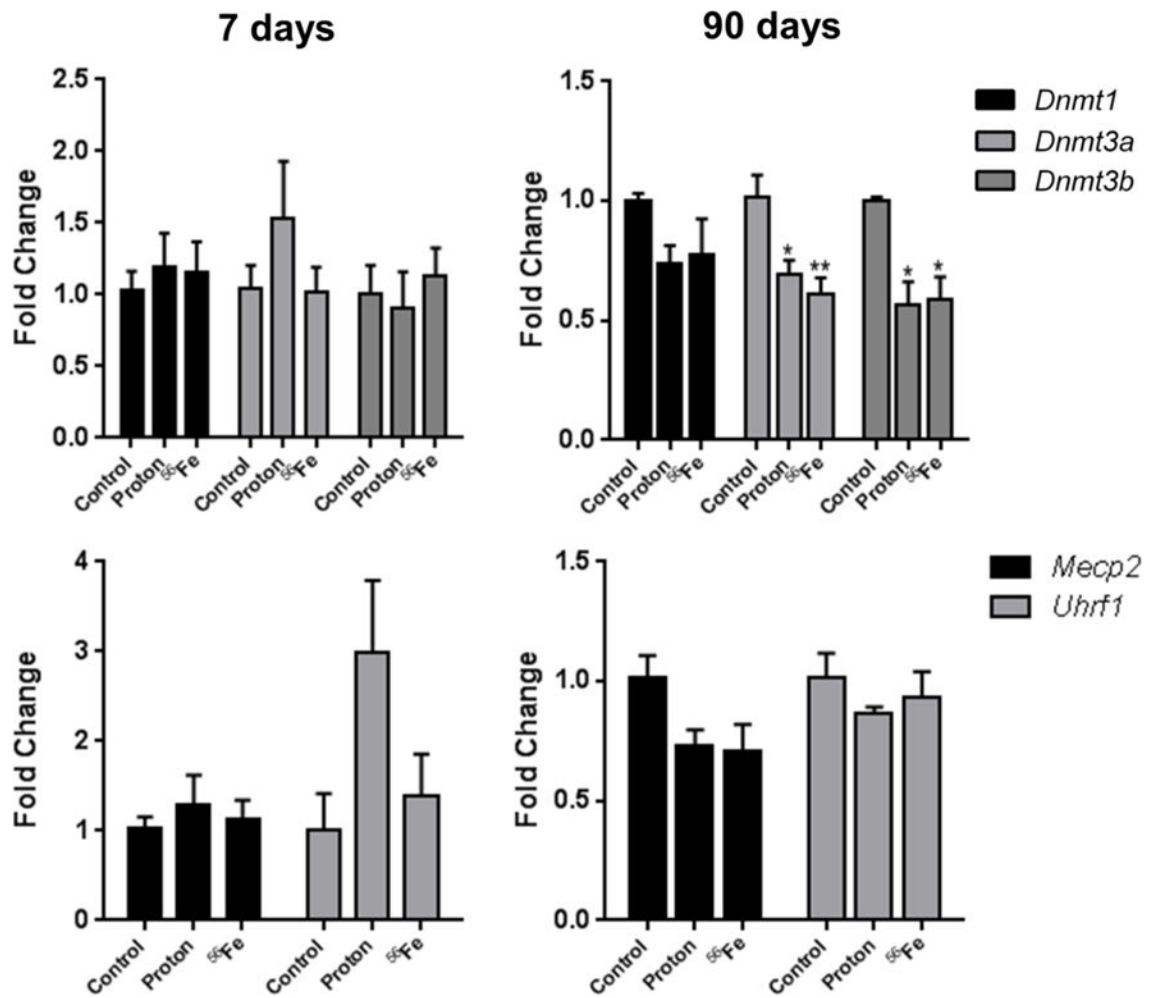 7 days
90 days
2.5
2.0
1.5
1.0
0.5
0.0
Fold Change
Control
Proton
⁵⁶Fe
Control
Proton
⁵⁶Fe
Control
Proton
⁵⁶Fe
1.5
1.0
0.5
0.0
Fold Change
*
**
*
*
Control
Proton
⁵⁶Fe
Control
Proton
⁵⁶Fe
Control
Proton
⁵⁶Fe
Dnmt1
Dnmt3a
Dnmt3b
4
3
2
1
0
Fold Change
Control
Proton
⁵⁶Fe
Control
Proton
⁵⁶Fe
1.5
1.0
0.5
0.0
Fold Change
Control
Proton
⁵⁶Fe
Control
Proton
⁵⁶Fe
Mecp2
Uhrf1